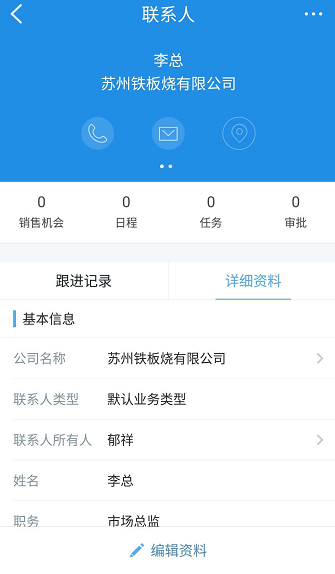 联系人
李总
苏州铁板烧有限公司
0 0 0 0
销售机会 日程 任务 审批
跟进记录 详细资料
基本信息
公司名称 苏州铁板烧有限公司
联系人类型 默认业务类型
联系人所有人 郁祥
姓名 李总
职务 市场总监
编辑资料